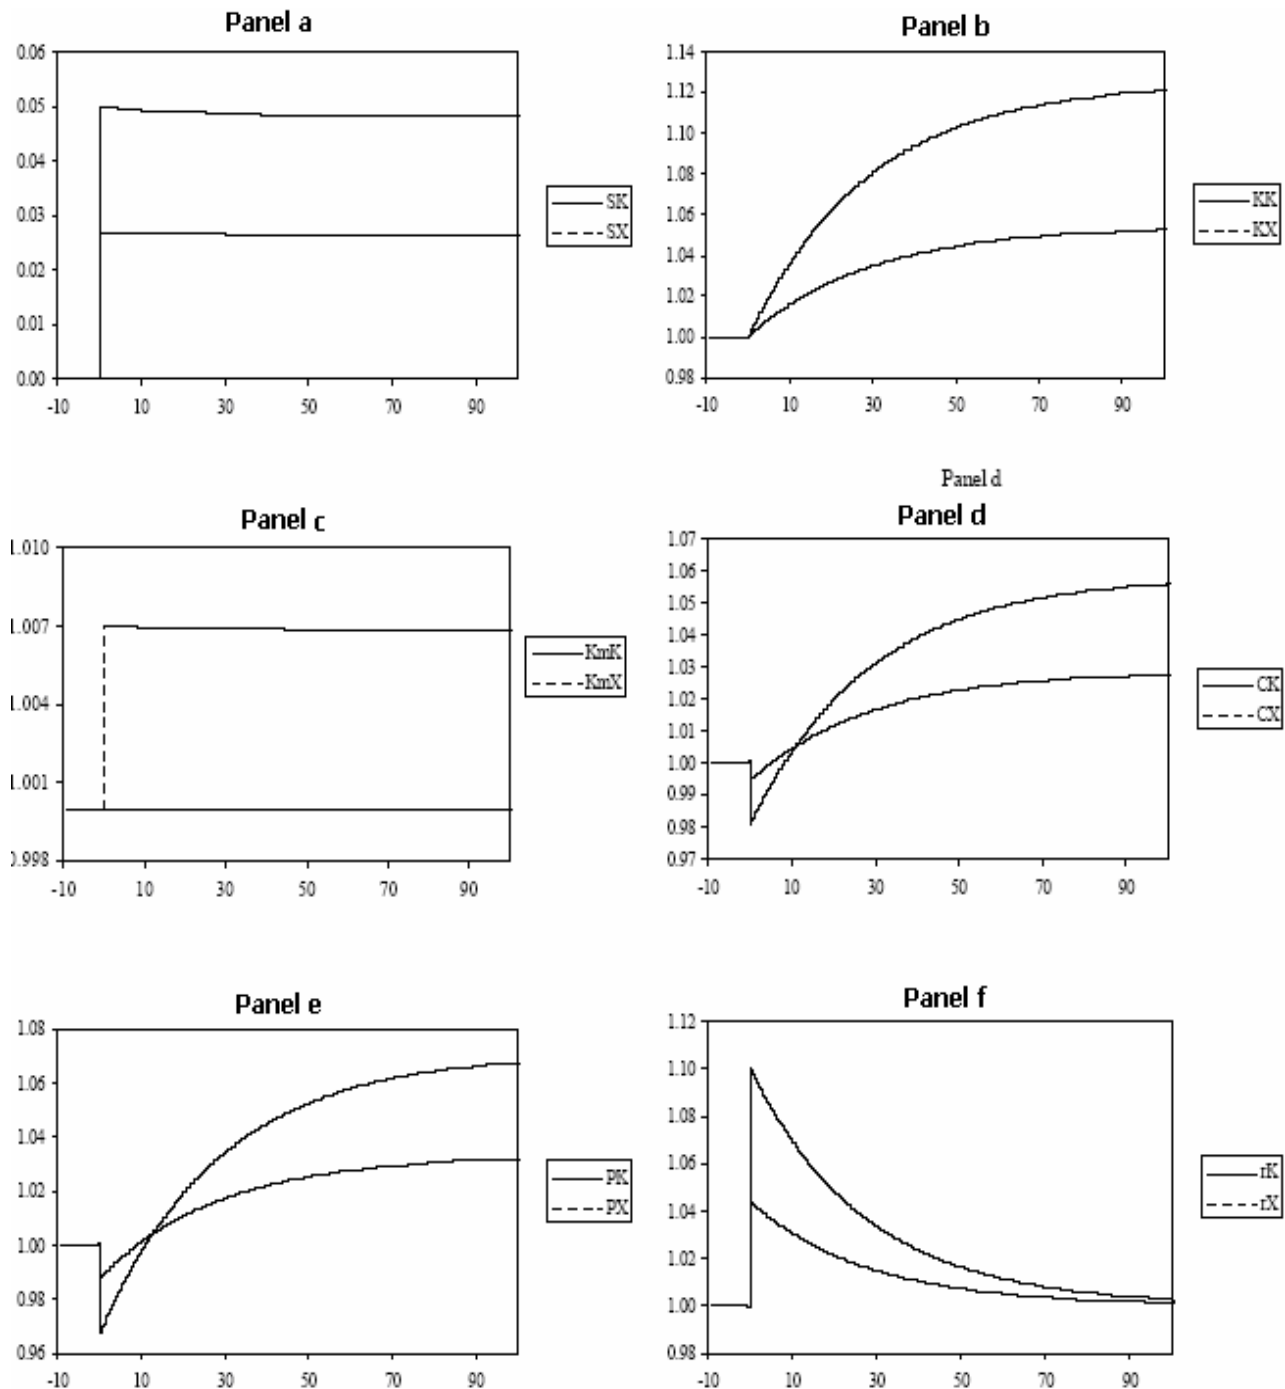 Panel a
0.06
0.05
0.04
0.03
0.02
0.01
0.00
-10 10 30 50 70 90
SK
SX
Panel b
1.14
1.12
1.10
1.08
1.06
1.04
1.02
1.00
0.98
-10 10 30 50 70 90
KK
KX
Panel c
1.010
1.007
1.004
1.001
0.998
-10 10 30 50 70 90
KmK
KmX
Panel d
Panel d
1.07
1.06
1.05
1.04
1.03
1.02
1.01
1.00
0.99
0.98
0.97
-10 10 30 50 70 90
CK
CX
Panel e
1.08
1.06
1.04
1.02
1.00
0.98
0.96
-10 10 30 50 70 90
PK
PX
Panel f
1.12
1.10
1.08
1.06
1.04
1.02
1.00
0.98
-10 10 30 50 70 90
rK
rX